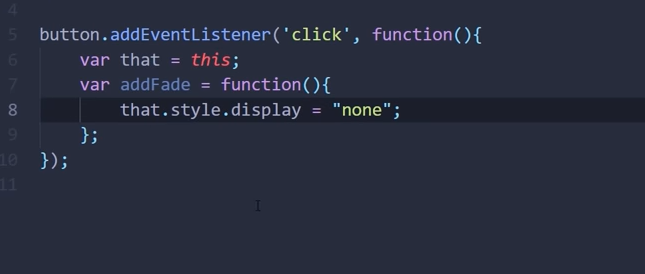 4
5 button.addEventListener('click', function(){
6 var that = this;
7 var addFade = function(){
8 that.style.display = "none";
9 };
10 });
11